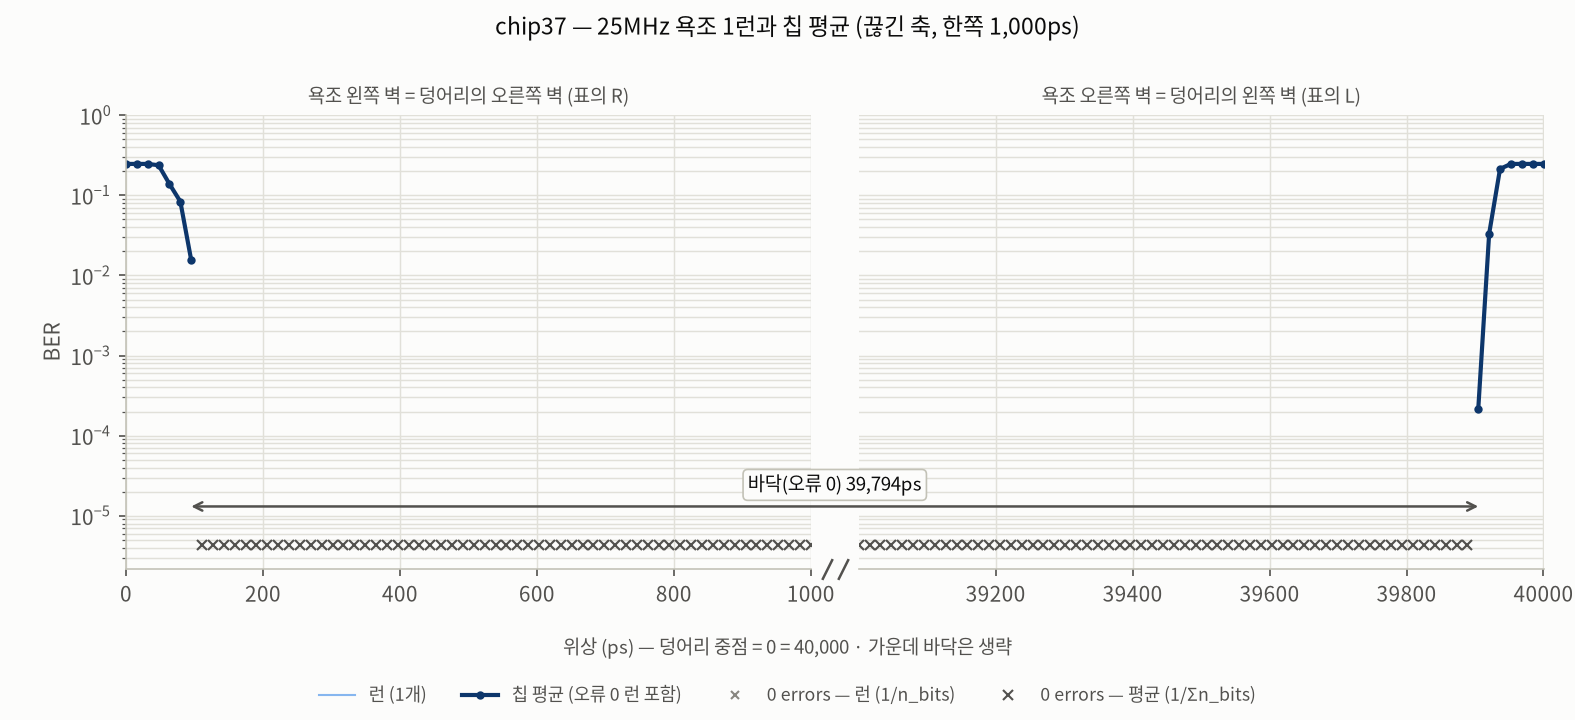 chip37 — 25MHz 욕조 1런과 칩 평균 (끊긴 축, 한쪽 1,000ps)
욕조 왼쪽 벽 = 덩어리의 오른쪽 벽 (표의 R)
욕조 오른쪽 벽 = 덩어리의 왼쪽 벽 (표의 L)
BER
10⁰
10⁻¹
10⁻²
10⁻³
10⁻⁴
10⁻⁵
바닥(오류 0) 39,794ps
0 200 400 600 800 1000 39200 39400 39600 39800 40000
위상 (ps) — 덩어리 중점 = 0 = 40,000 · 가운데 바닥은 생략
런 (1개) 칩 평균 (오류 0 런 포함) 0 errors — 런 (1/n_bits) 0 errors — 평균 (1/Σn_bits)